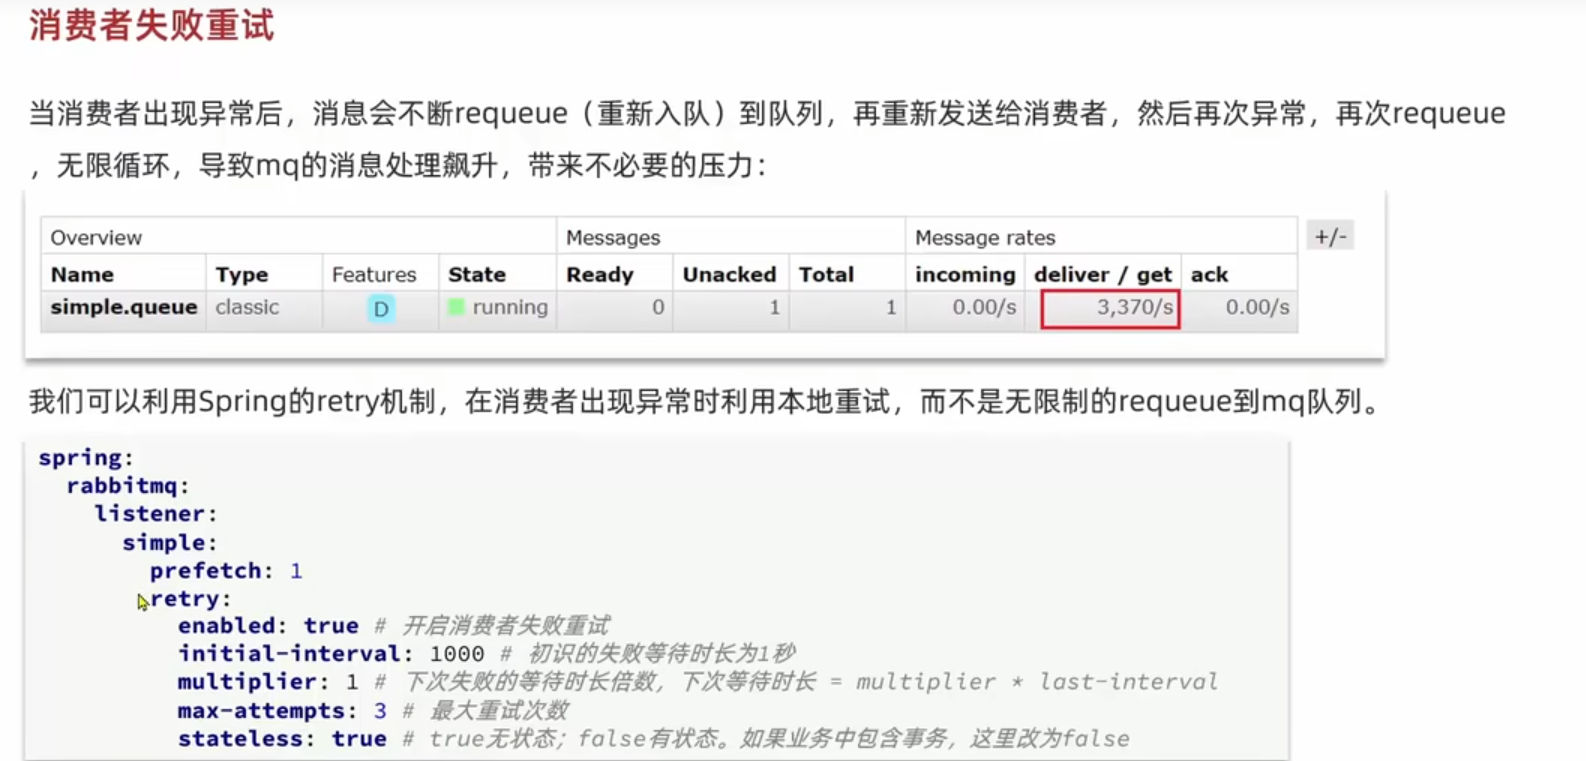 消费者失败重试
当消费者出现异常后，消息会不断requeue（重新入队）到队列，再重新发送给消费者，然后再次异常，再次requeue
，无限循环，导致mq的消息处理飙升，带来不必要的压力：
Overview Messages Message rates +/-
Name Type Features State Ready Unacked Total incoming deliver / get ack
simple.queue classic D running 0 1 1 0.00/s 3,370/s 0.00/s
我们可以利用Spring的retry机制，在消费者出现异常时利用本地重试，而不是无限制的requeue到mq队列。
spring:
rabbitmq:
listener:
simple:
prefetch: 1
retry:
enabled: true # 开启消费者失败重试
initial-interval: 1000 # 初识的失败等待时长为1秒
multiplier: 1 # 下次失败的等待时长倍数，下次等待时长 = multiplier * last-interval
max-attempts: 3 # 最大重试次数
stateless: true # true无状态；false有状态。如果业务中包含事务，这里改为false